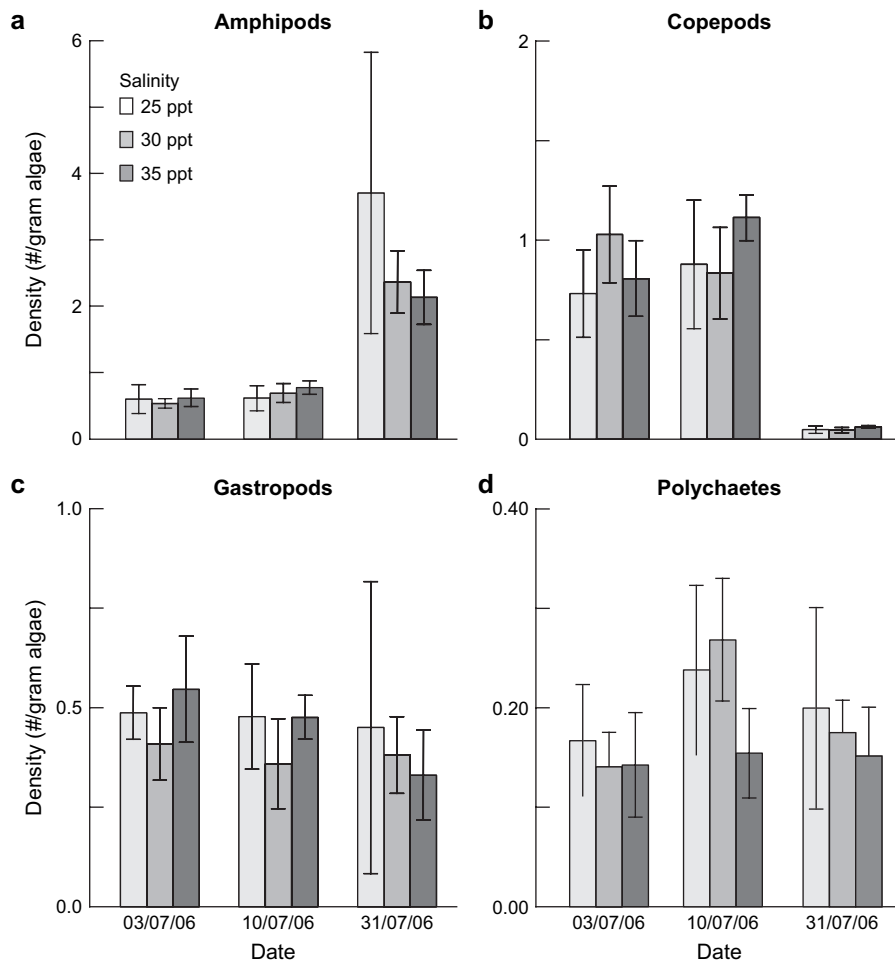 a
Amphipods
6
4
2
0
Density (#/gram algae)
Salinity
25 ppt
30 ppt
35 ppt
b
Copepods
2
1
0
c
Gastropods
1.0
0.5
0.0
Density (#/gram algae)
03/07/06
10/07/06
31/07/06
Date
d
Polychaetes
0.40
0.20
0.00
03/07/06
10/07/06
31/07/06
Date